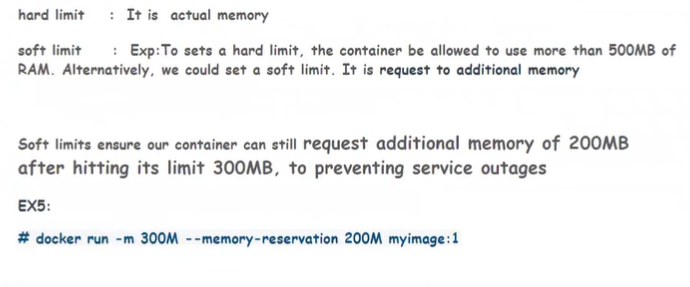 hard limit : It is actual memory
soft limit : Exp:To sets a hard limit, the container be allowed to use more than 500MB of
RAM. Alternatively, we could set a soft limit. It is request to additional memory
Soft limits ensure our container can still request additional memory of 200MB
after hitting its limit 300MB, to preventing service outages
EX5:
# docker run -m 300M --memory-reservation 200M myimage:1